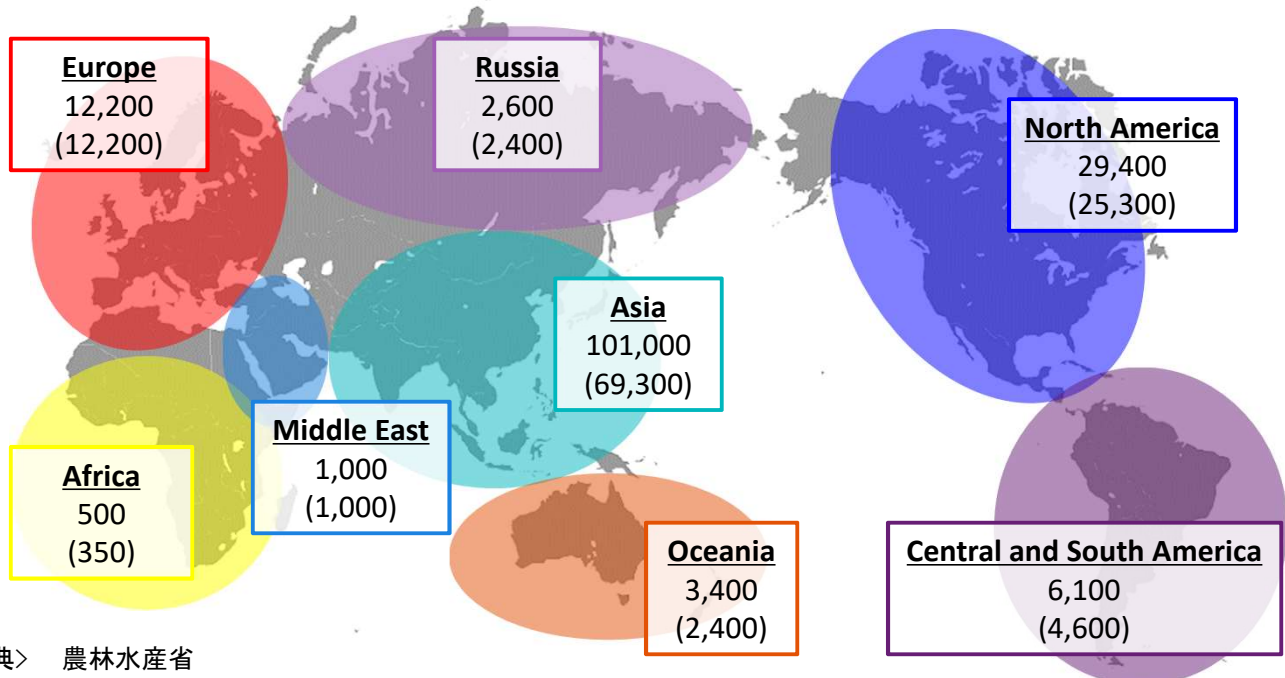 Europe
12,200
(12,200)
Russia
2,600
(2,400)
North America
29,400
(25,300)
Asia
101,000
(69,300)
Middle East
1,000
(1,000)
Africa
500
(350)
Oceania
3,400
(2,400)
Central and South America
6,100
(4,600)
典> 農林水産省